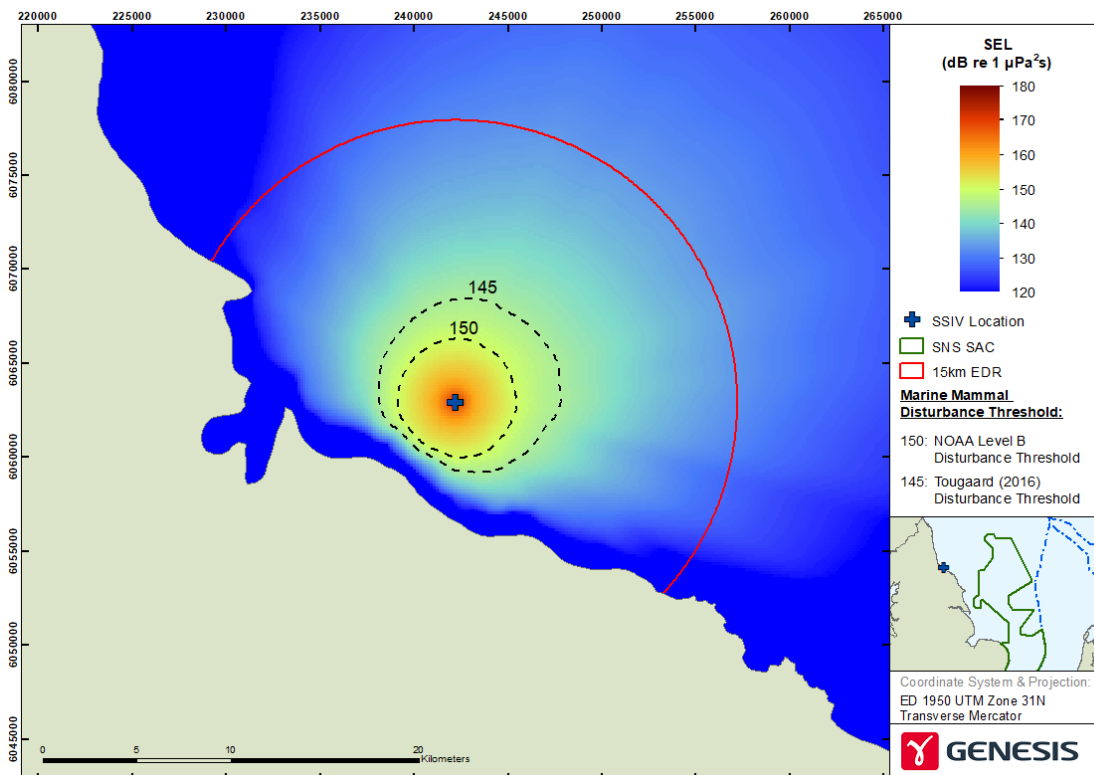 220000 225000 230000 235000 240000 245000 250000 255000 260000 265000
6080000
6075000
6070000
6065000
6060000
6055000
6050000
6045000
145
150
0 5 10 20
Kilometers
SEL
(dB re 1 µPa²s)
180
170
160
150
140
130
120
SSIV Location
SNS SAC
15km EDR
Marine Mammal
Disturbance Threshold:
150: NOAA Level B
Disturbance Threshold
145: Tougaard (2016)
Disturbance Threshold
Coordinate System & Projection:
ED 1950 UTM Zone 31N
Transverse Mercator
GENESIS